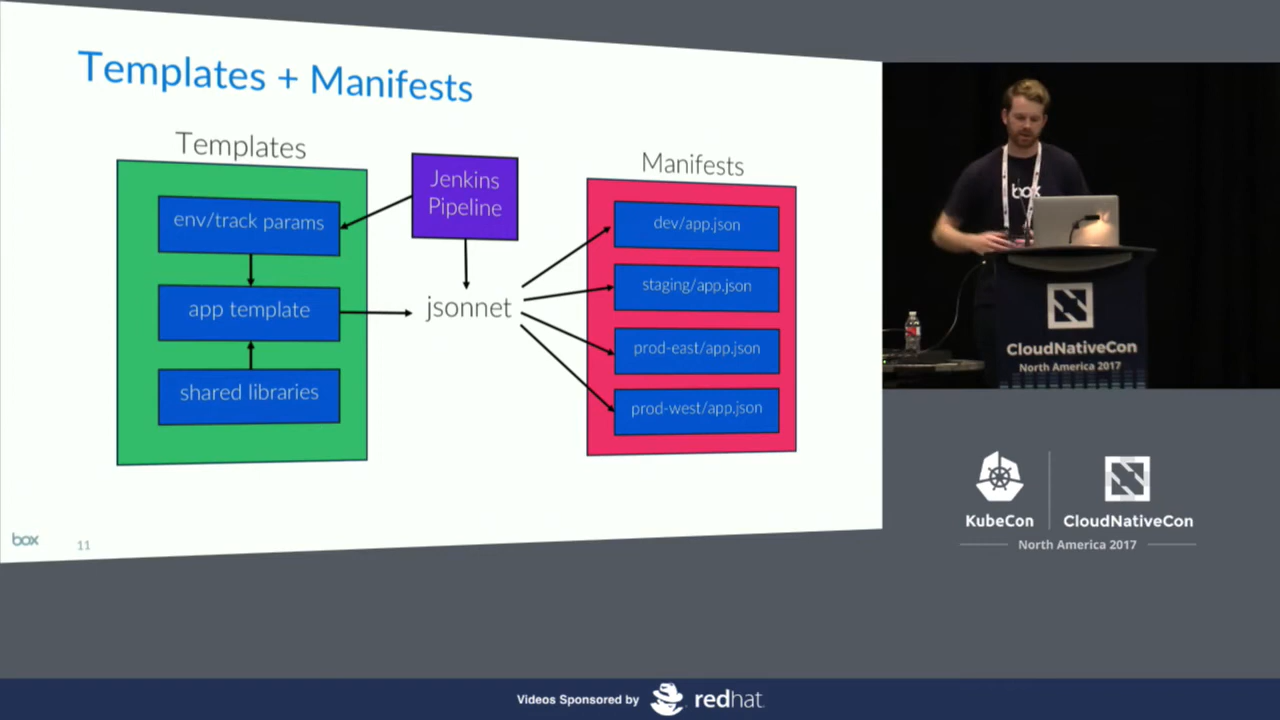 Templates + Manifests
Templates
env/track params
app template
shared libraries
Jenkins
Pipeline
jsonnet
Manifests
dev/app.json
staging/app.json
prod-east/app.json
prod-west/app.json
box
11
box
CloudNativeCon
North America 2017
KubeCon
CloudNativeCon
North America 2017
Videos Sponsored by
redhat